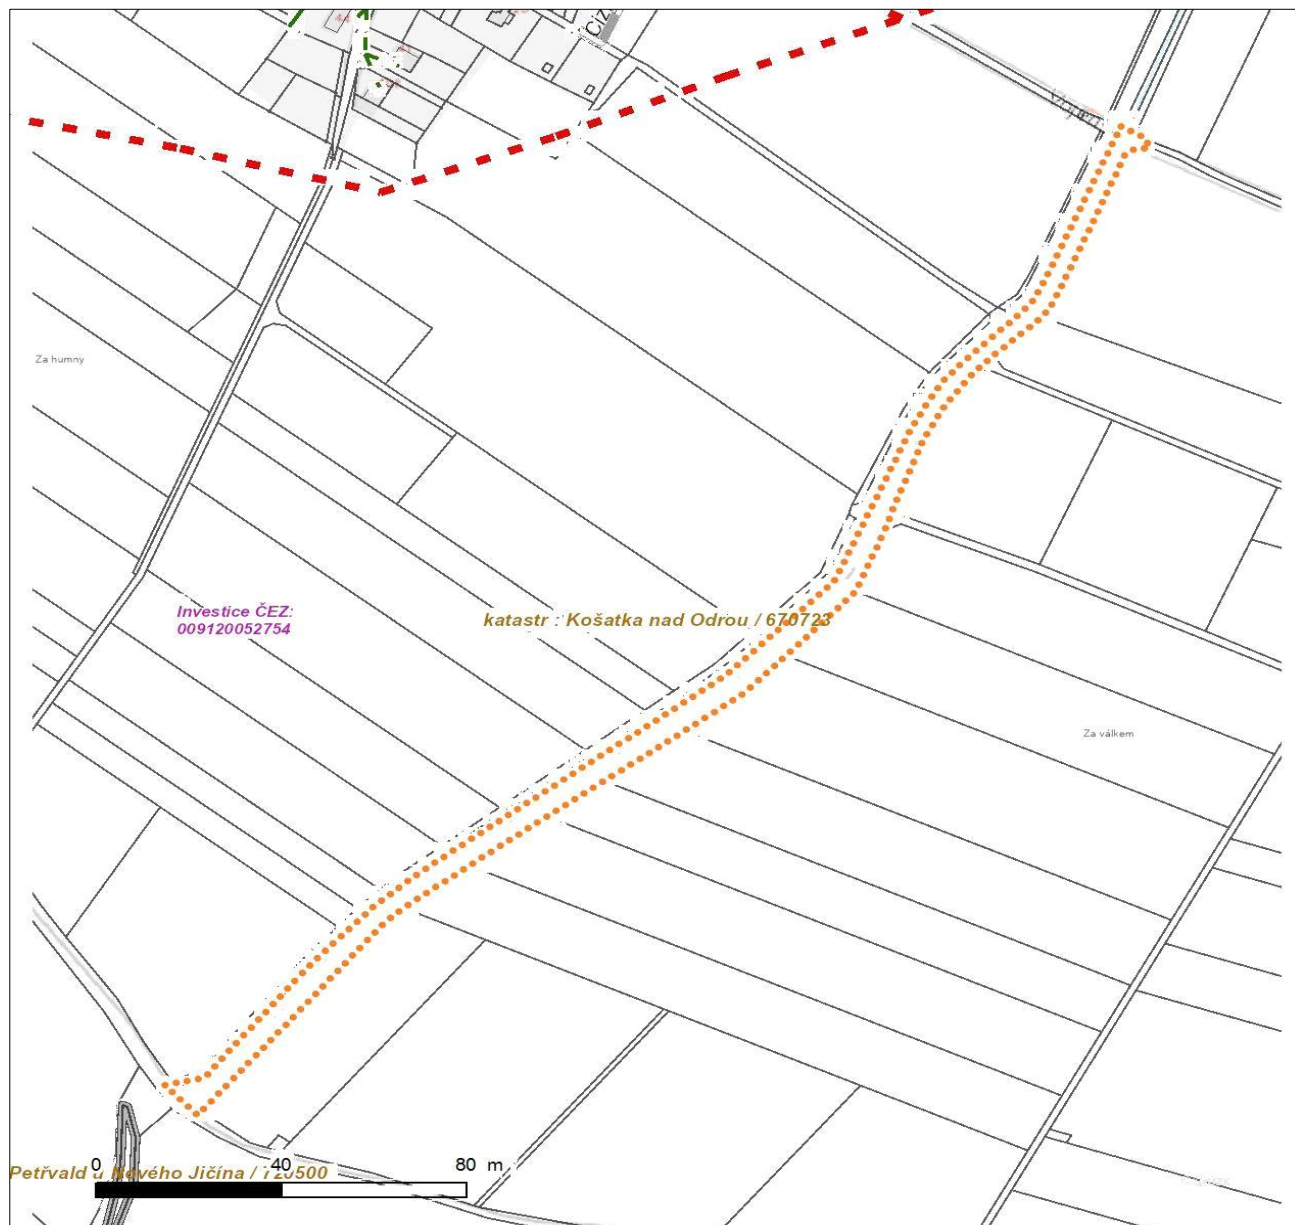 Číz
Za humny
Investice ČEZ:
009120052754
katastr : Košatka nad Odrou / 670723
Za válkem
Petřvald u Nového Jičína / 720500
0 40 80 m